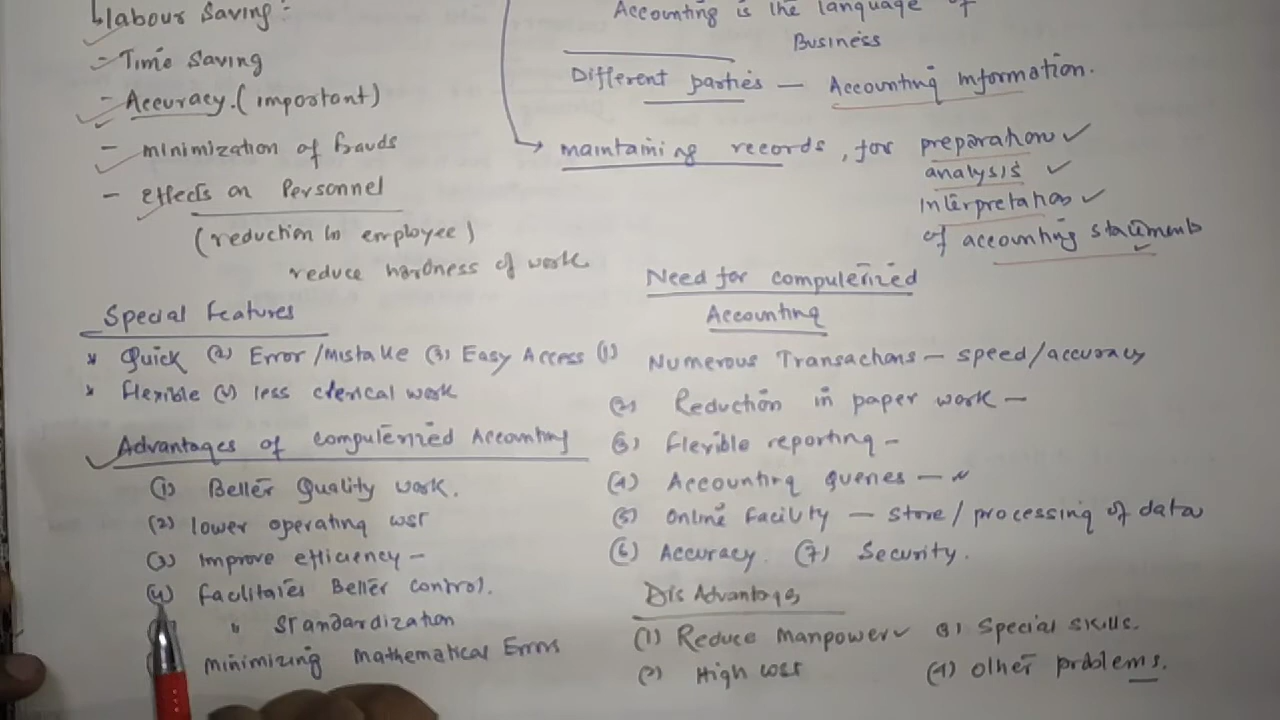 labour Saving:
- Time Saving
- Accuracy. (important)
- minimization of frauds
- effects on Personnel
(reduction in employee)
reduce hardness of work
Special Features
* Quick (2) Error/Mistake (3) Easy Access
* Flexible (4) less clerical work
Advantages of computerized Accounting
(1) Better Quality work.
(2) lower operating cost
(3) Improve efficiency -
(4) Facilitates Better control.
" Standardization
minimizing mathematical Errors
Accounting is the language of
Business
Different parties - Accounting information.
maintaining records, for preparation ✓
analysis ✓
interpretation ✓
of accounting statements
Need for computerized
Accounting
(1) Numerous Transactions - speed/accuracy
(2) Reduction in paper work -
(3) Flexible reporting -
(4) Accounting queries -
(5) Online Facility - Store/processing of data
(6) Accuracy. (7) Security.
Dis Advantages
(1) Reduce Manpower ✓ (3) Special skills.
(2) High cost (4) Other problems.